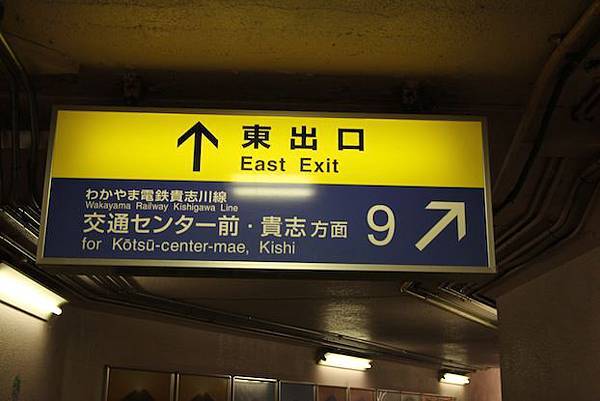 ↑ 東出口
East Exit
わかやま電鉄貴志川線
Wakayama Railway Kishigawa Line
交通センター前・貴志方面 9 ↗
for Kōtsū-center-mae, Kishi